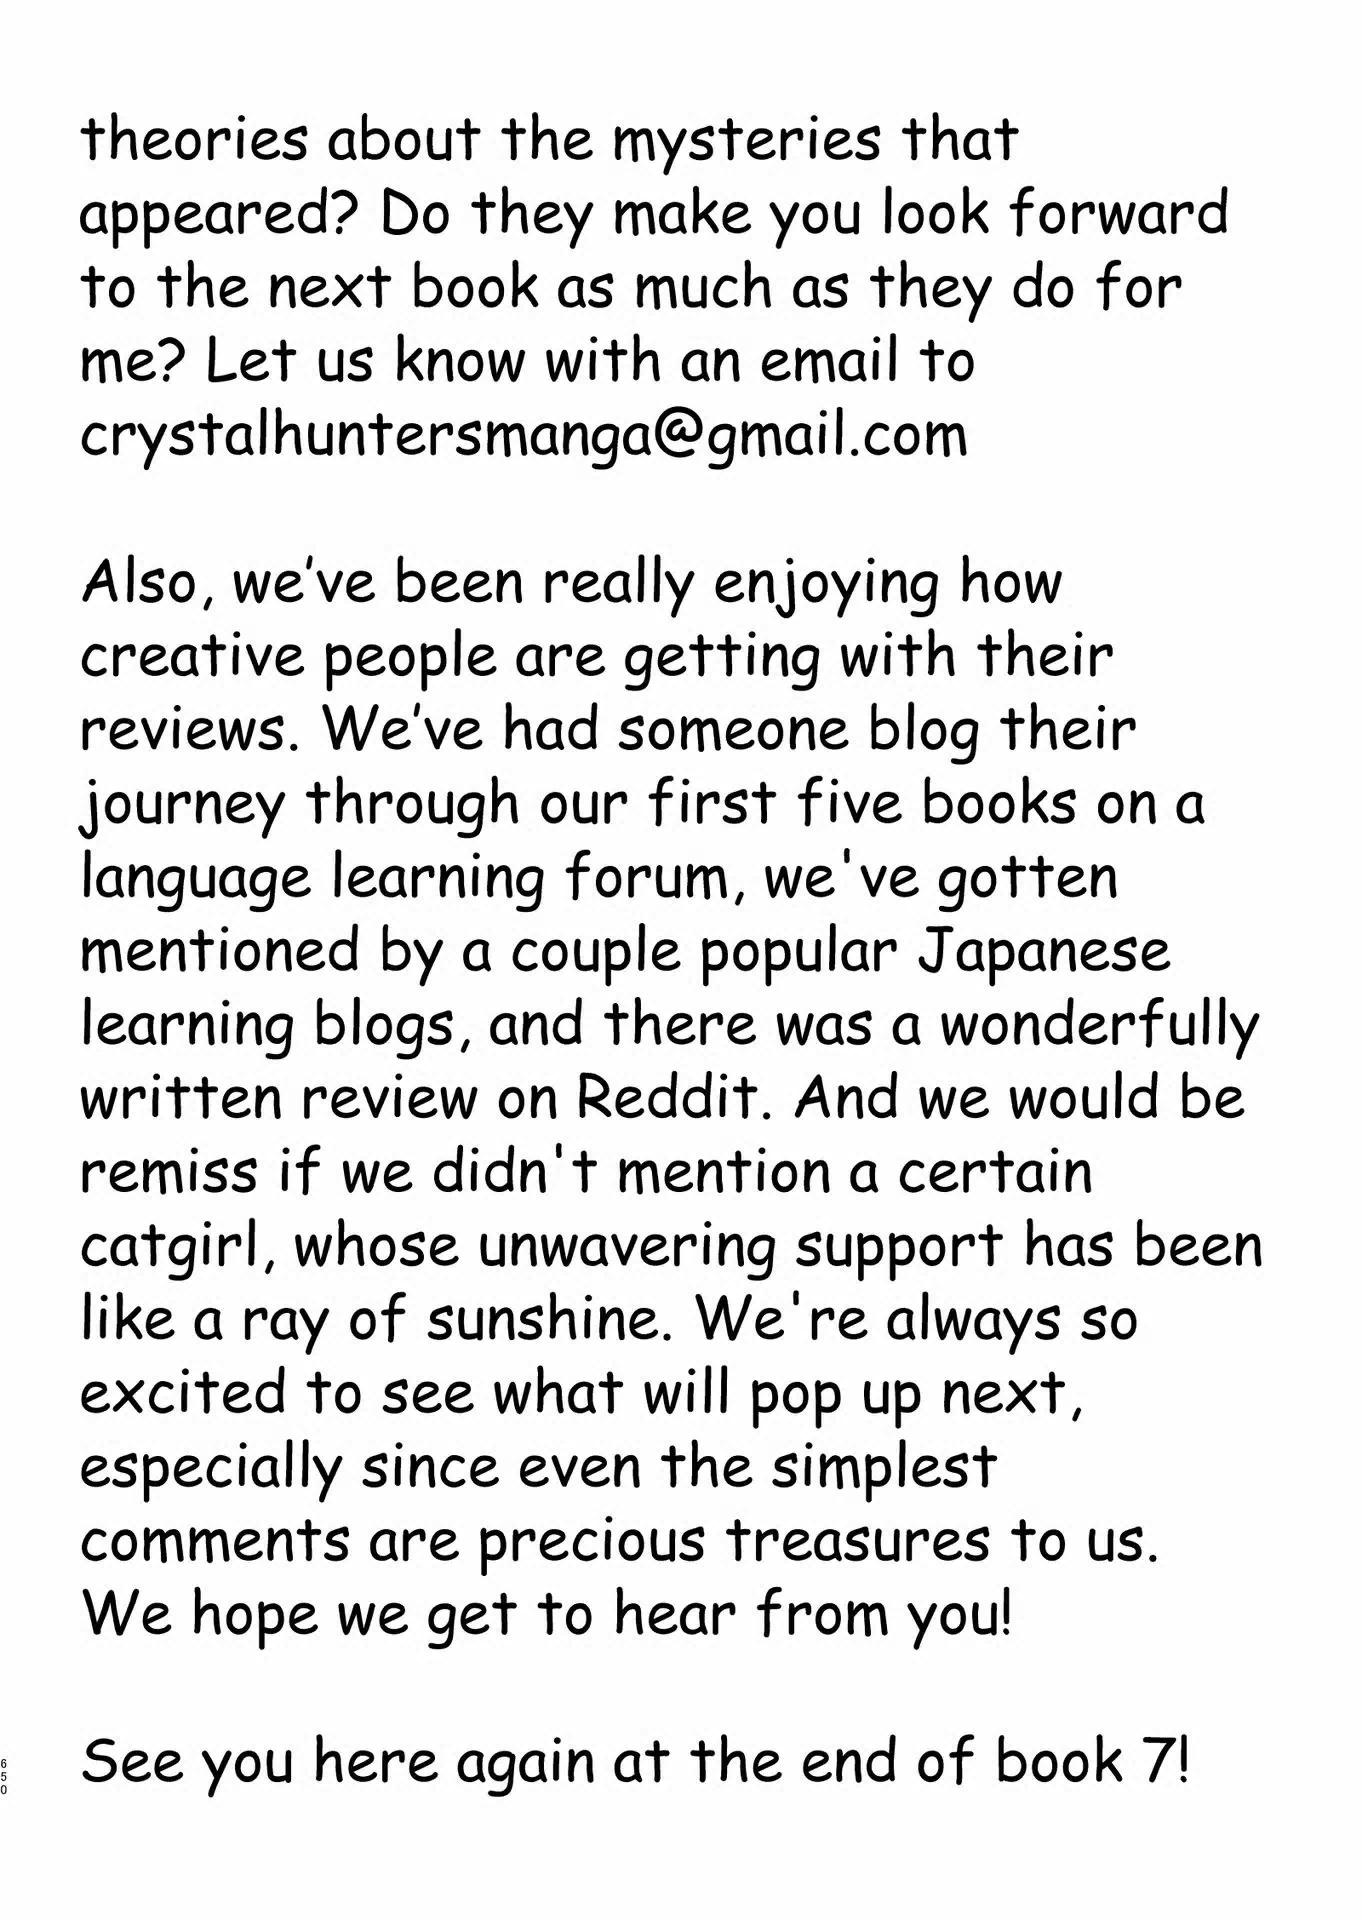 theories about the mysteries that
appeared? Do they make you look forward
to the next book as much as they do for
me? Let us know with an email to
crystalhuntersmanga@gmail.com
Also, we’ve been really enjoying how
creative people are getting with their
reviews. We’ve had someone blog their
journey through our first five books on a
language learning forum, we've gotten
mentioned by a couple popular Japanese
learning blogs, and there was a wonderfully
written review on Reddit. And we would be
remiss if we didn't mention a certain
catgirl, whose unwavering support has been
like a ray of sunshine. We're always so
excited to see what will pop up next,
especially since even the simplest
comments are precious treasures to us.
We hope we get to hear from you!
See you here again at the end of book 7!
650